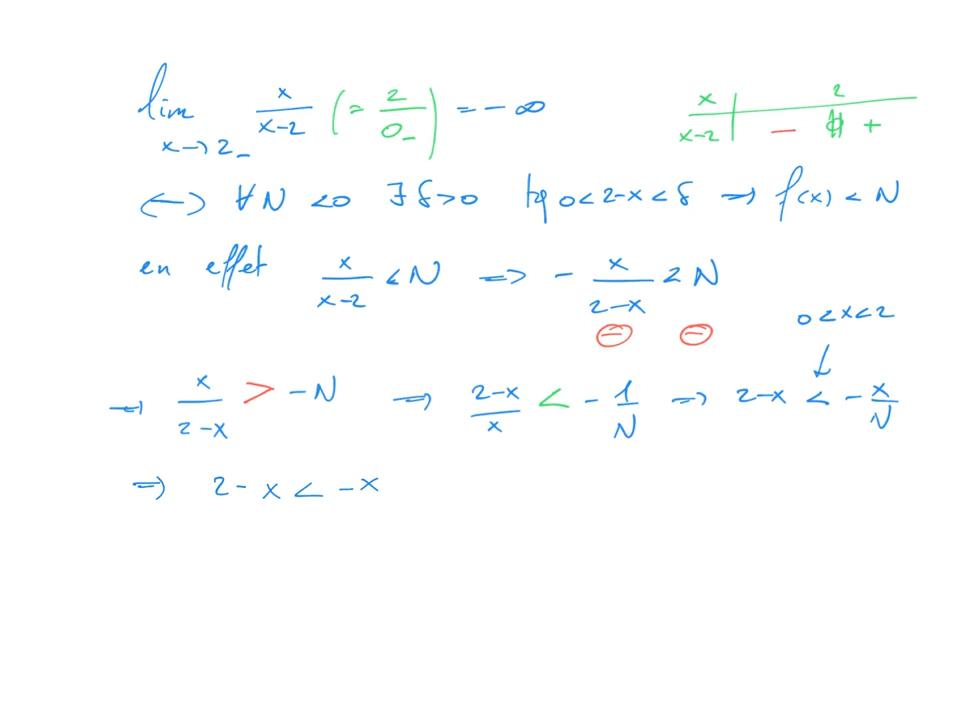 lim x→2₋ x/(x-2) (= 2/0₋) = -∞
x | 2
x-2 | - ∦ +
⟷ ∀N <0 ∃ δ>0 tq 0<2-x<δ ⇒ f(x) < N
en effet x/(x-2) < N ⇒ - x/(2-x) < N
⊖ ⊖
0<x<2
↓
⇒ x/(2-x) > -N ⇒ (2-x)/x < - 1/N ⇒ 2-x < - x/N
⇒ 2-x < -x